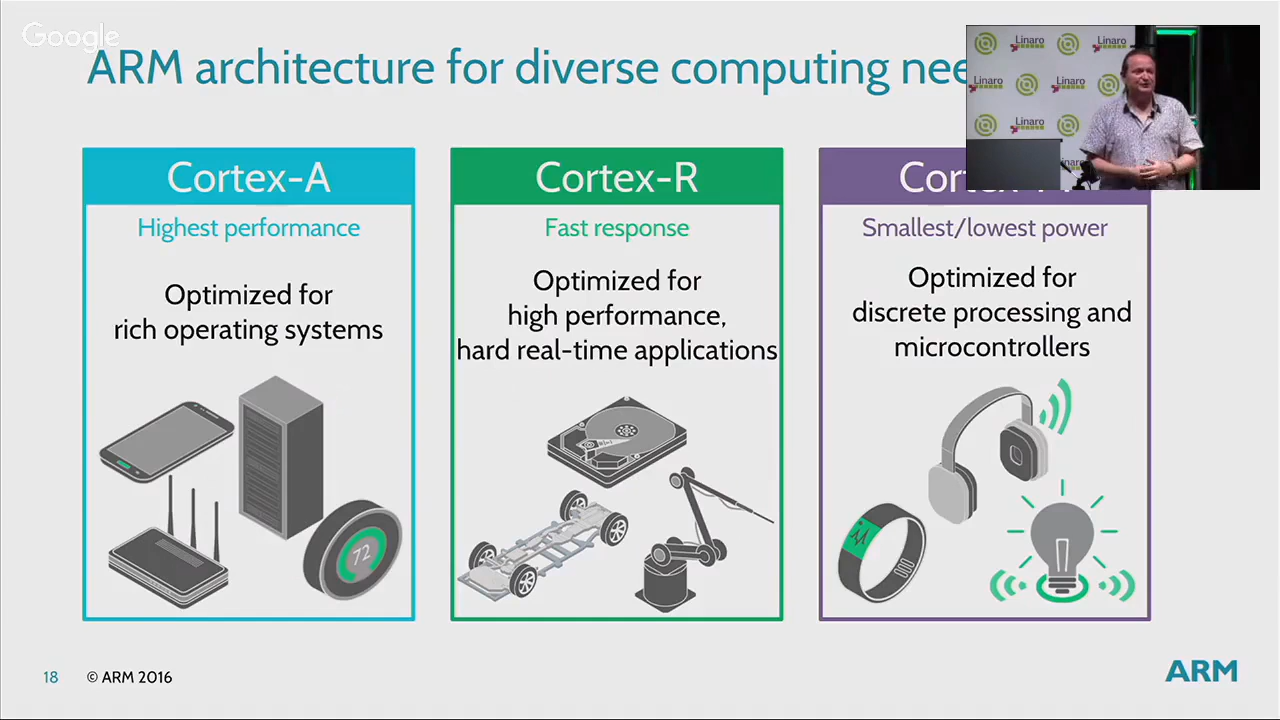 Google
ARM architecture for diverse computing
Linaro
Linaro
Linaro
Linaro
Linaro
Linaro
Cortex-A
Highest performance
Optimized for
rich operating systems
72
Cortex-R
Fast response
Optimized for
high performance,
hard real-time applications
Smallest/lowest power
Optimized for
discrete processing and
microcontrollers
18
© ARM 2016
ARM